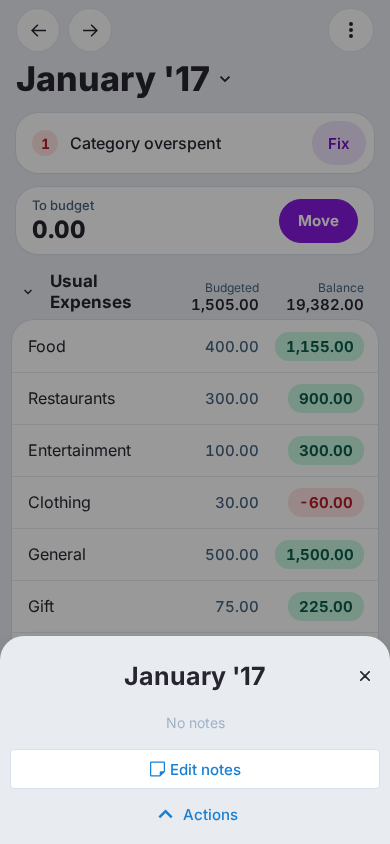 January '17
1 Category overspent Fix
To budget
0.00 Move
Usual Expenses Budgeted Balance
1,505.00 19,382.00
Food 400.00 1,155.00
Restaurants 300.00 900.00
Entertainment 100.00 300.00
Clothing 30.00 -60.00
General 500.00 1,500.00
Gift 75.00 225.00
January '17
No notes
Edit notes
Actions